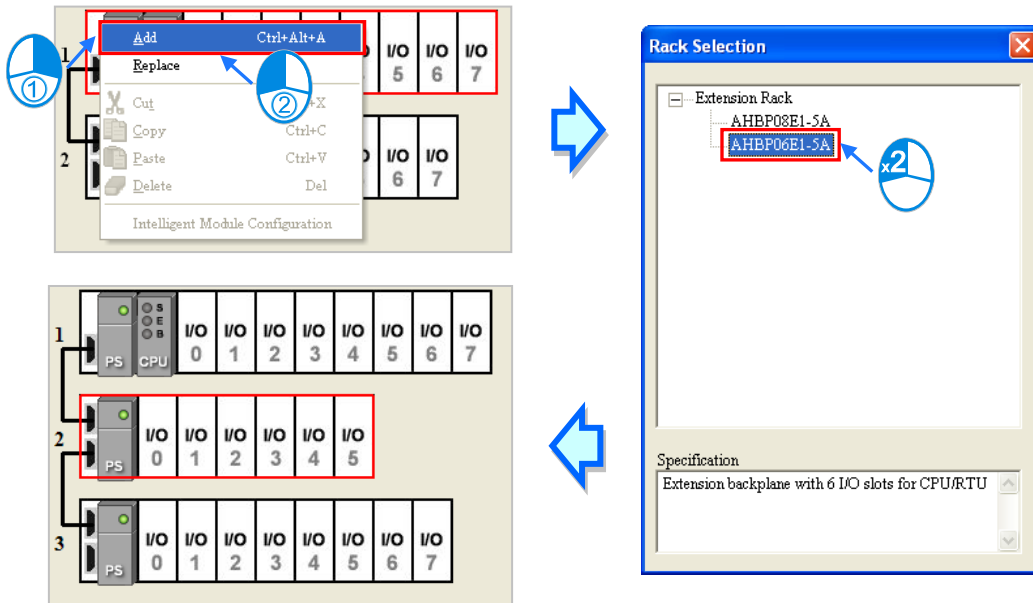 1
Add Ctrl+Alt+A
Replace
Cut +X
Copy Ctrl+C
Paste Ctrl+V
Delete Del
Intelligent Module Configuration
①
②
I/O I/O I/O
5 6 7
2
I/O I/O
6 7
Rack Selection
Extension Rack
AHBP08E1-5A
AHBP06E1-5A
x2
Specification
Extension backplane with 6 I/O slots for CPU/RTU
1
S
E
B
PS CPU
I/O I/O I/O I/O I/O I/O I/O I/O
0 1 2 3 4 5 6 7
2
PS
I/O I/O I/O I/O I/O I/O
0 1 2 3 4 5
3
PS
I/O I/O I/O I/O I/O I/O I/O I/O
0 1 2 3 4 5 6 7